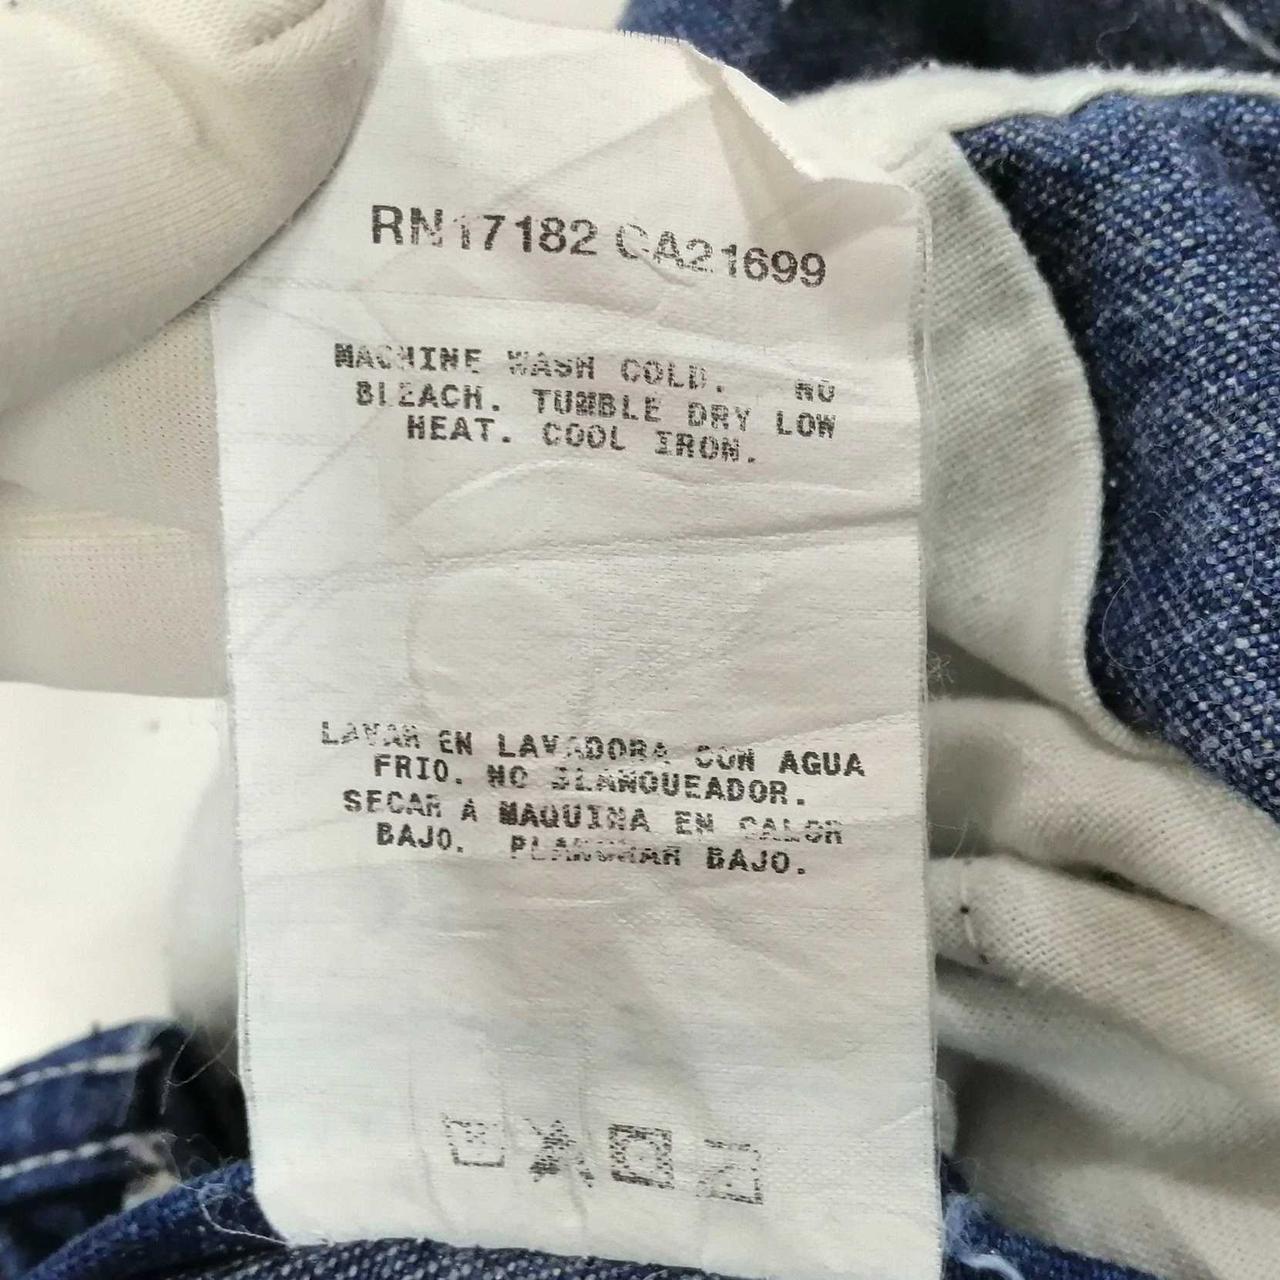 RN17182 CA21699
MACHINE WASH COLD. NO
BLEACH. TUMBLE DRY LOW
HEAT. COOL IRON.
LAVAR EN LAVADORA CON AGUA
FRIO. NO BLANQUEADOR.
SECAR A MAQUINA EN CALOR
BAJO. PLANCHAR BAJO.